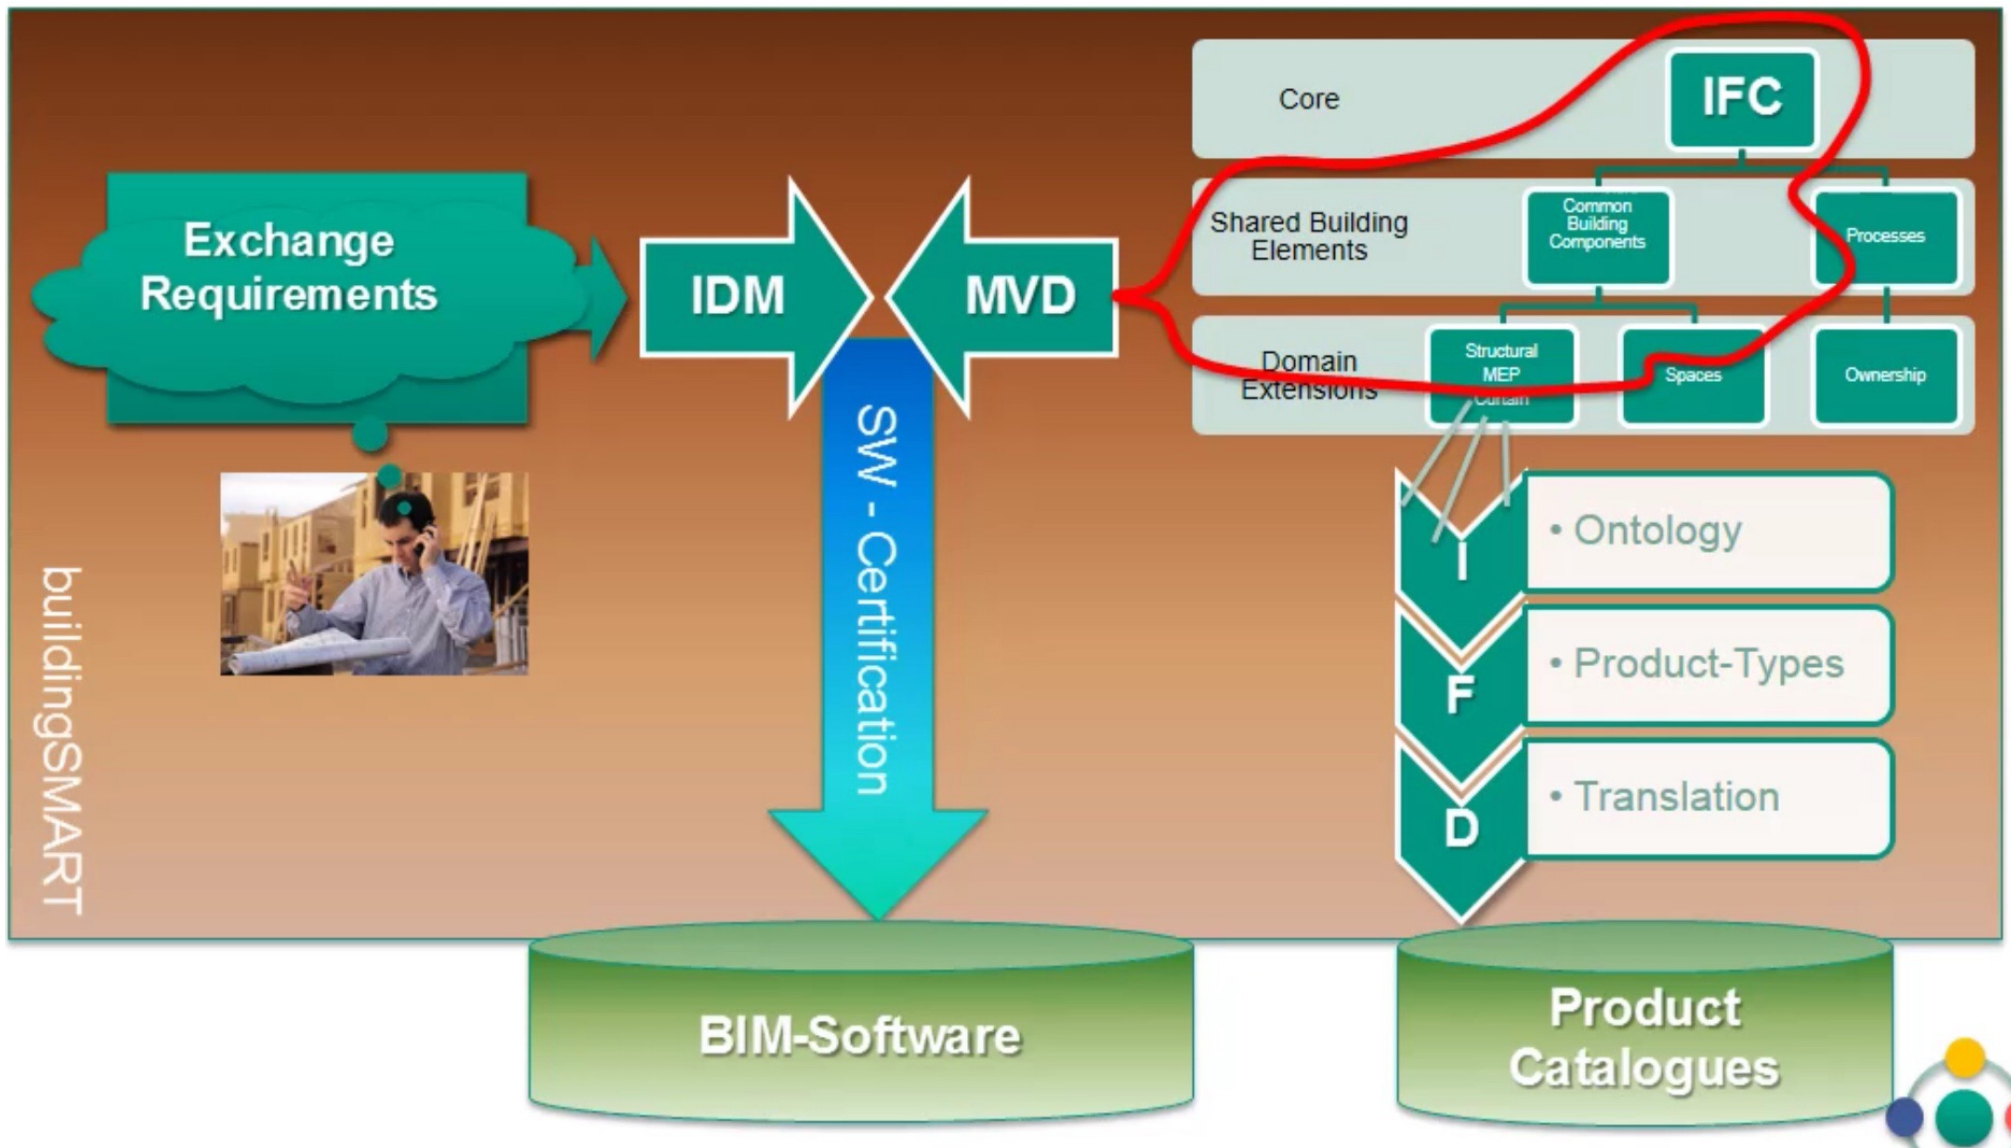 Exchange
Requirements
IDM
MVD
SW - Certification
buildingSMART
Core
IFC
Shared Building
Elements
Common
Building
Components
Processes
Domain
Extensions
Structural
MEP
Curtain
Spaces
Ownership
I
• Ontology
F
• Product-Types
D
• Translation
BIM-Software
Product
Catalogues